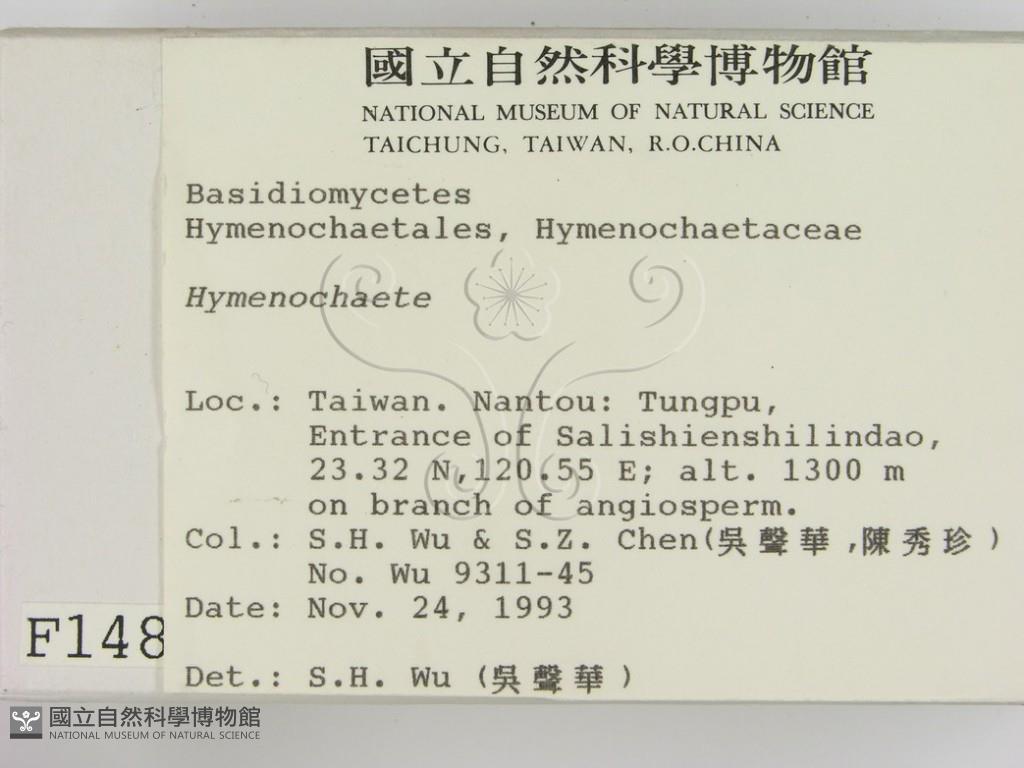 國立自然科學博物館
NATIONAL MUSEUM OF NATURAL SCIENCE
TAICHUNG, TAIWAN, R.O.CHINA
Basidiomycetes
Hymenochaetales, Hymenochaetaceae
Hymenochaete
Loc.: Taiwan. Nantou: Tungpu,
Entrance of Salishienshilindao,
23.32 N,120.55 E; alt. 1300 m
on branch of angiosperm.
Col.: S.H. Wu & S.Z. Chen(吳聲華,陳秀珍)
No. Wu 9311-45
Date: Nov. 24, 1993
F148
Det.: S.H. Wu (吳聲華)
國立自然科學博物館
NATIONAL MUSEUM OF NATURAL SCIENCE